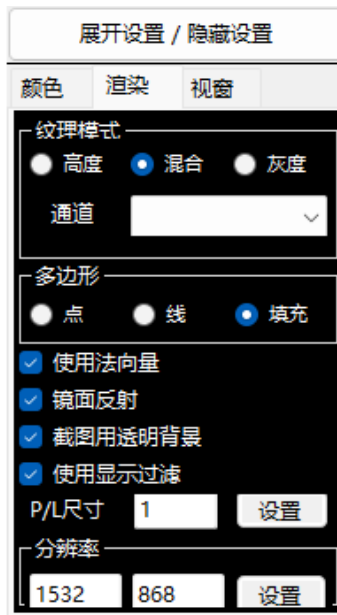 展开设置 / 隐藏设置
颜色 渲染 视窗
纹理模式
高度 混合 灰度
通道
多边形
点 线 填充
使用法向量
镜面反射
截图用透明背景
使用显示过滤
P/L尺寸 1 设置
分辨率
1532 868 设置